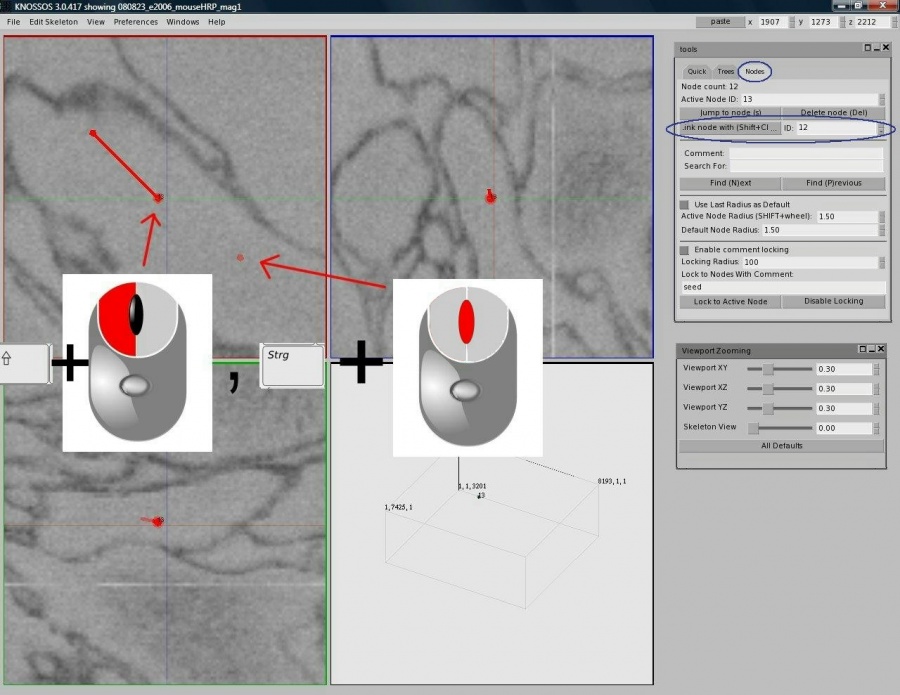 KNOSSOS 3.0.417 showing 080823_e2006_mouseHRP_mag1
File Edit Skeleton View Preferences Windows Help
paste x 1907 y 1273 z 2212
tools
Quick Trees Nodes
Node count: 12
Active Node ID: 13
Jump to node (s) Delete node (Del)
ink node with (Shift+Cl ... ID: 12
Comment:
Search For:
Find (N)ext Find (P)revious
Use Last Radius as Default
Active Node Radius (SHIFT+wheel): 1.50
Default Node Radius: 1.50
Enable comment locking
Locking Radius: 100
Lock to Nodes With Comment:
seed
Lock to Active Node Disable Locking
Viewport Zooming
Viewport XY 0.30
Viewport XZ 0.30
Viewport YZ 0.30
Skeleton View 0.00
All Defaults
⇧ + , Strg +
1,1,3201
13
8193,1,1
1,7425,1